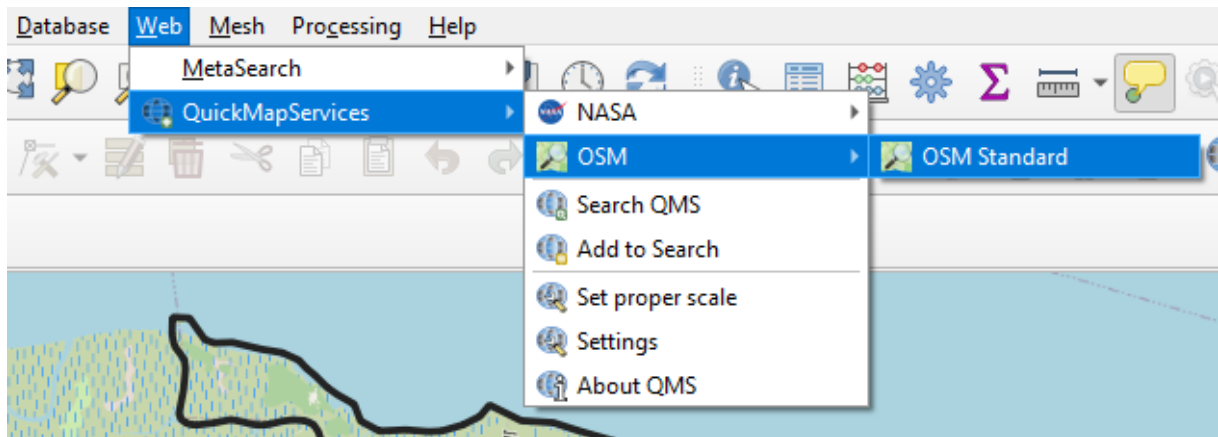 Database Web Mesh Processing Help
MetaSearch
QuickMapServices
NASA
OSM
OSM Standard
Search QMS
Add to Search
Set proper scale
Settings
About QMS